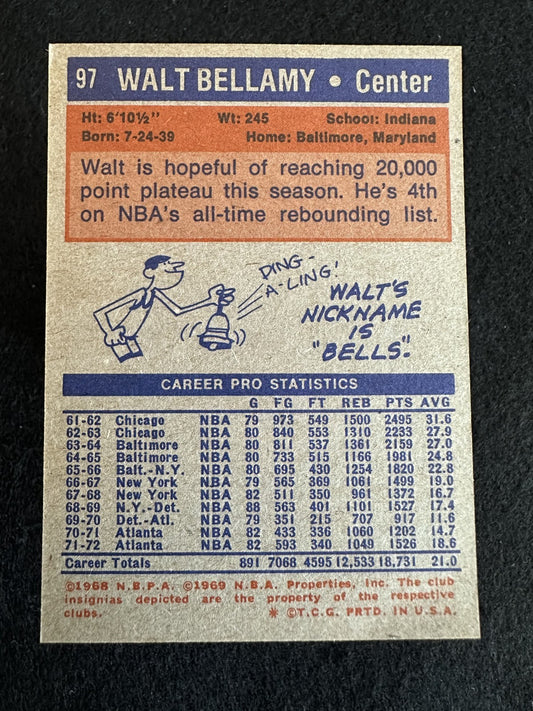 97 WALT BELLAMY • Center
Ht: 6'10½" Wt: 245 School: Indiana
Born: 7-24-39 Home: Baltimore, Maryland
Walt is hopeful of reaching 20,000
point plateau this season. He's 4th
on NBA's all-time rebounding list.
DING-
A-LING!
WALT'S
NICKNAME
IS
"BELLS".
CAREER PRO STATISTICS
G FG FT REB PTS AVG
61-62 Chicago NBA 79 973 549 1500 2495 31.6
62-63 Chicago NBA 80 840 553 1310 2233 27.9
63-64 Baltimore NBA 80 811 537 1361 2159 27.0
64-65 Baltimore NBA 80 733 515 1166 1981 24.8
65-66 Balt.-N.Y. NBA 80 695 430 1254 1820 22.8
66-67 New York NBA 79 565 369 1061 1499 19.0
67-68 New York NBA 82 511 350 961 1372 16.7
68-69 N.Y.-Det. NBA 88 563 401 1101 1527 17.4
69-70 Det.-Atl. NBA 79 351 215 707 917 11.6
70-71 Atlanta NBA 82 433 336 1060 1202 14.7
71-72 Atlanta NBA 82 593 340 1049 1526 18.6
Career Totals 891 7068 4595 12,533 18,731 21.0
©1968 N.B.P.A. ©1969 N.B.A. Properties, Inc. The club
insignias depicted are the property of the respective
clubs. * ©T.C.G. PRTD. IN U.S.A.